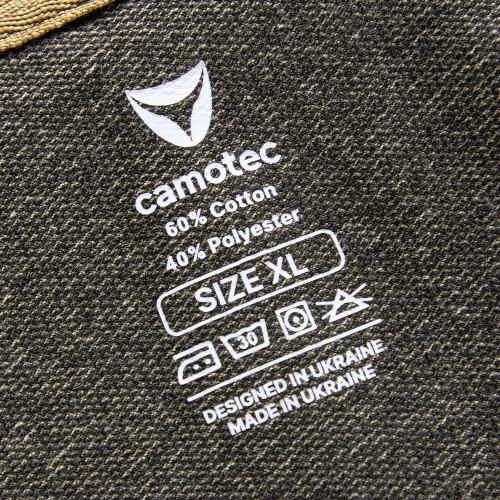 camotec
60% Cotton
40% Polyester
SIZE XL
30
DESIGNED IN UKRAINE
MADE IN UKRAINE